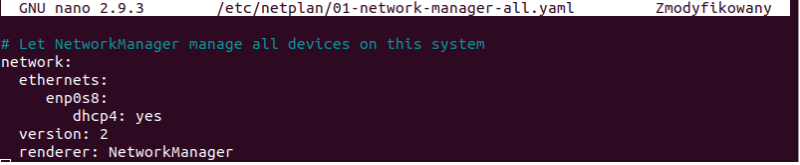 GNU nano 2.9.3 /etc/netplan/01-network-manager-all.yaml Zmodyfikowany
# Let NetworkManager manage all devices on this system
network:
  ethernets:
     enp0s8:
        dhcp4: yes
  version: 2
  renderer: NetworkManager